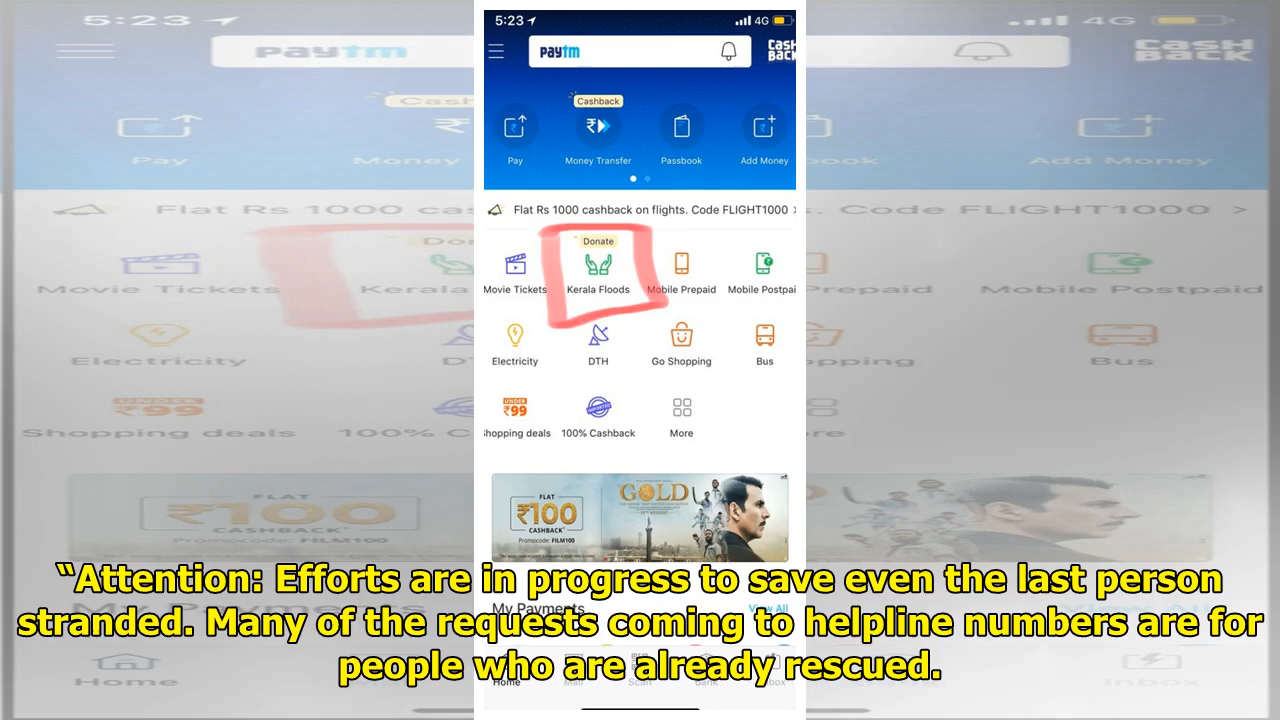 5:23
4G
paytm
CASH BACK
Cashback
Pay
Money Transfer
Passbook
Add Money
Flat Rs 1000 cashback on flights. Code FLIGHT1000
Donate
Movie Tickets
Kerala Floods
Mobile Prepaid
Mobile Postpai
Electricity
DTH
Go Shopping
Bus
UNDER
₹99
Shopping deals
100% Cashback
More
FLAT
₹100
CASHBACK*
Promocode: FILM100
GOLD
My Payments
View All
Home
“Attention: Efforts are in progress to save even the last person
stranded. Many of the requests coming to helpline numbers are for
people who are already rescued.